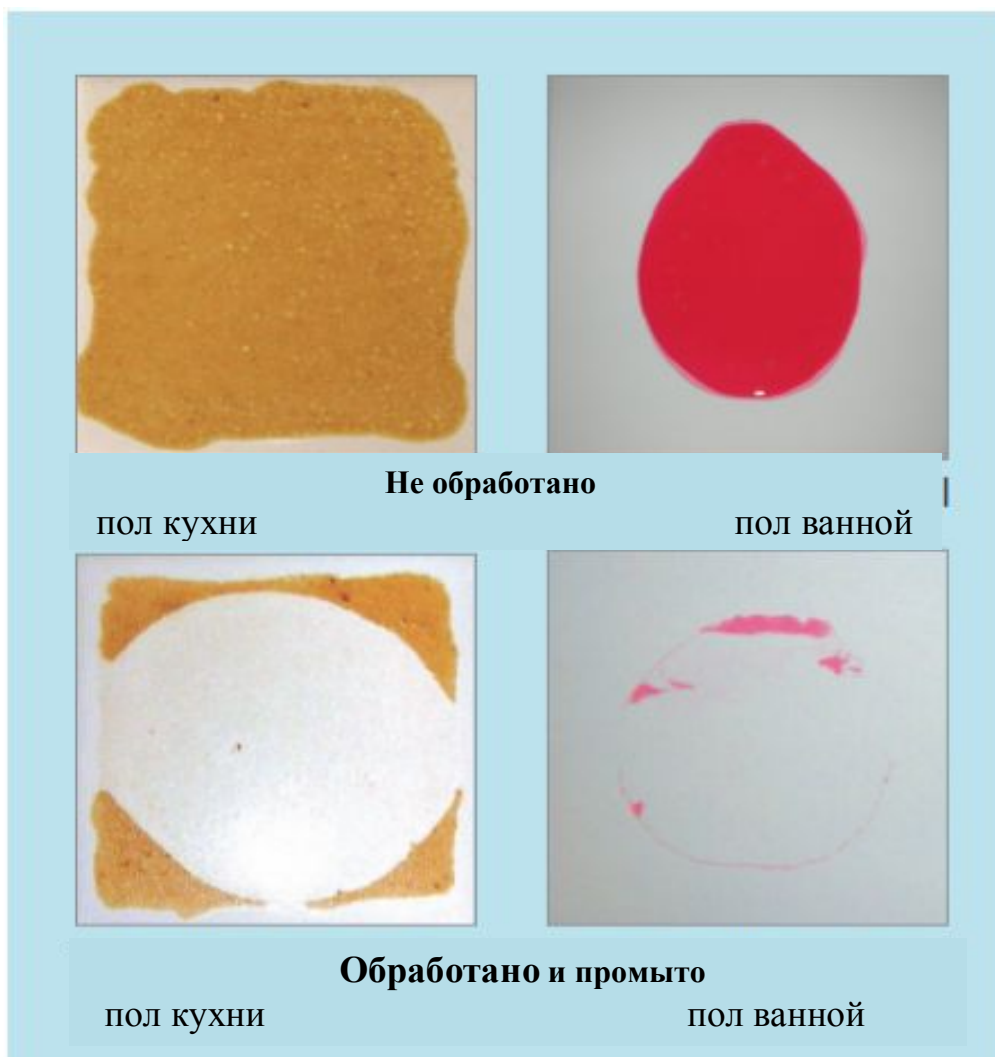 Не обработано
пол кухни пол ванной
Обработано и промыто
пол кухни пол ванной